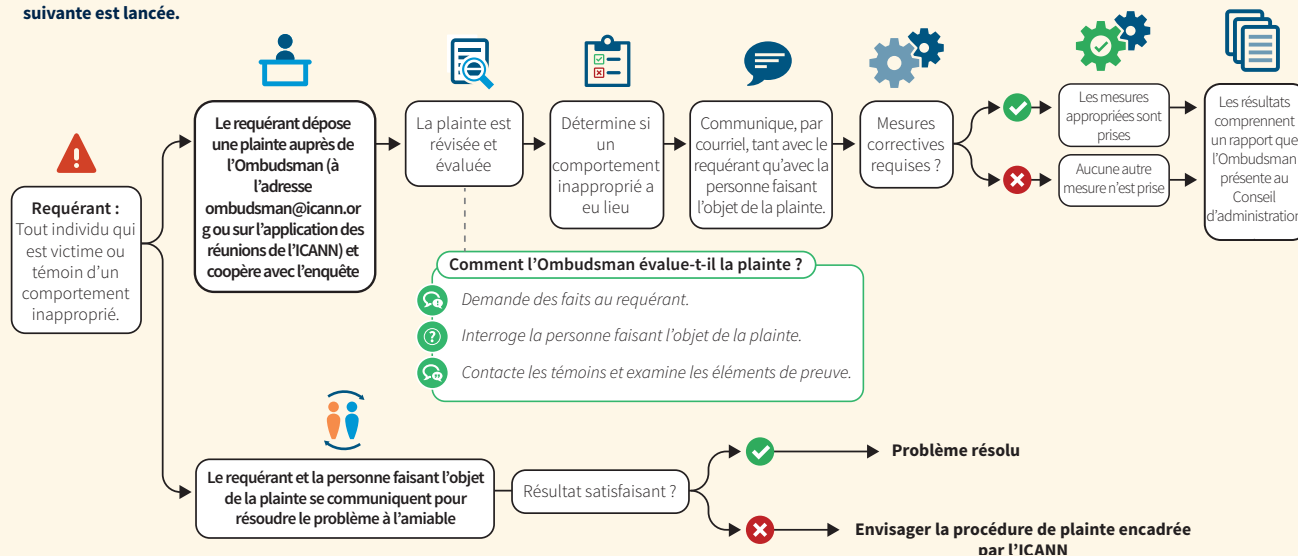 suivante est lancée.
Requérant :
Tout individu qui
est victime ou
témoin d'un
comportement
inapproprié.
Le requérant dépose
une plainte auprès de
l'Ombudsman (à
l'adresse
ombudsman@icann.or
g ou sur l'application des
réunions de l'ICANN) et
coopère avec l'enquête
La plainte est
révisée et
évaluée
Détermine si
un
comportement
inapproprié a
eu lieu
Communique, par
courriel, tant avec le
requérant qu'avec la
personne faisant
l'objet de la plainte.
Mesures
correctives
requises ?
Les mesures
appropriées sont
prises
Aucune autre
mesure n'est prise
Les résultats
comprennent
un rapport que
l'Ombudsman
présente au
Conseil
d'administration
Comment l'Ombudsman évalue-t-il la plainte ?
Demande des faits au requérant.
Interroge la personne faisant l'objet de la plainte.
Contacte les témoins et examine les éléments de preuve.
Le requérant et la personne faisant l'objet
de la plainte se communiquent pour
résoudre le problème à l'amiable
Résultat satisfaisant ?
Problème résolu
Envisager la procédure de plainte encadrée
par l'ICANN